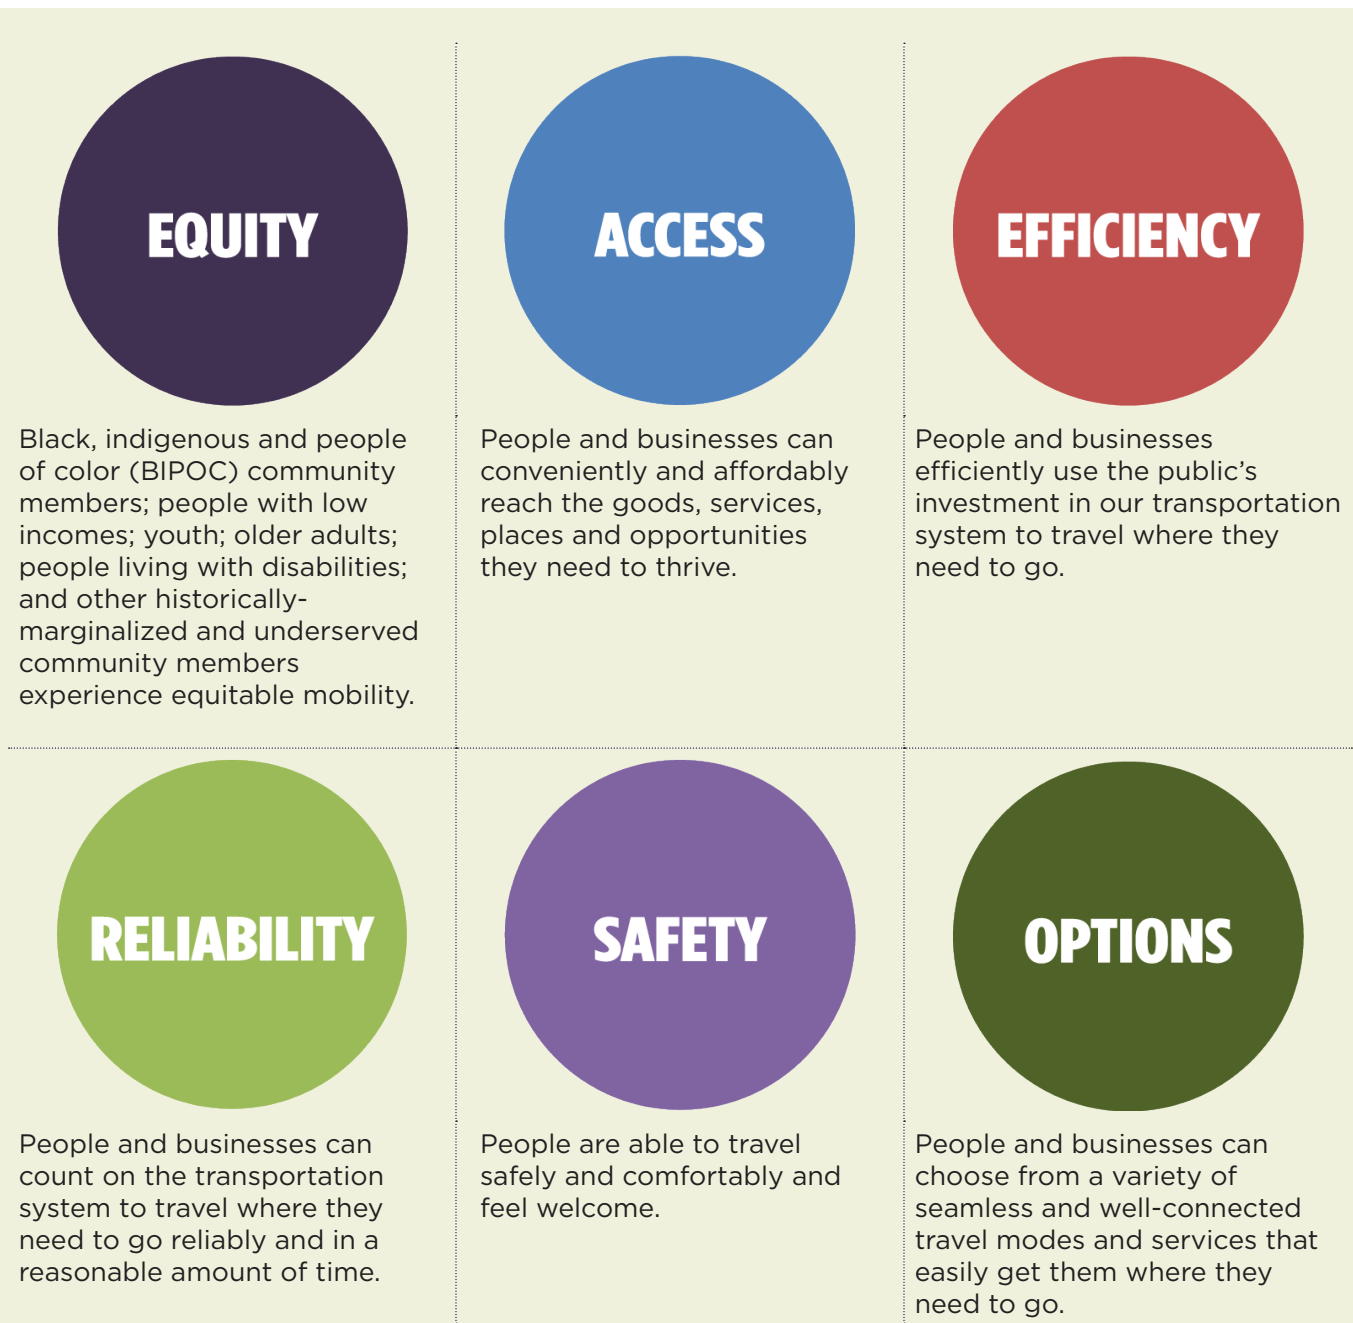 EQUITY
Black, indigenous and people
of color (BIPOC) community
members; people with low
incomes; youth; older adults;
people living with disabilities;
and other historically-
marginalized and underserved
community members
experience equitable mobility.
ACCESS
People and businesses can
conveniently and affordably
reach the goods, services,
places and opportunities
they need to thrive.
EFFICIENCY
People and businesses
efficiently use the public’s
investment in our transportation
system to travel where they
need to go.
RELIABILITY
People and businesses can
count on the transportation
system to travel where they
need to go reliably and in a
reasonable amount of time.
SAFETY
People are able to travel
safely and comfortably and
feel welcome.
OPTIONS
People and businesses can
choose from a variety of
seamless and well-connected
travel modes and services that
easily get them where they
need to go.